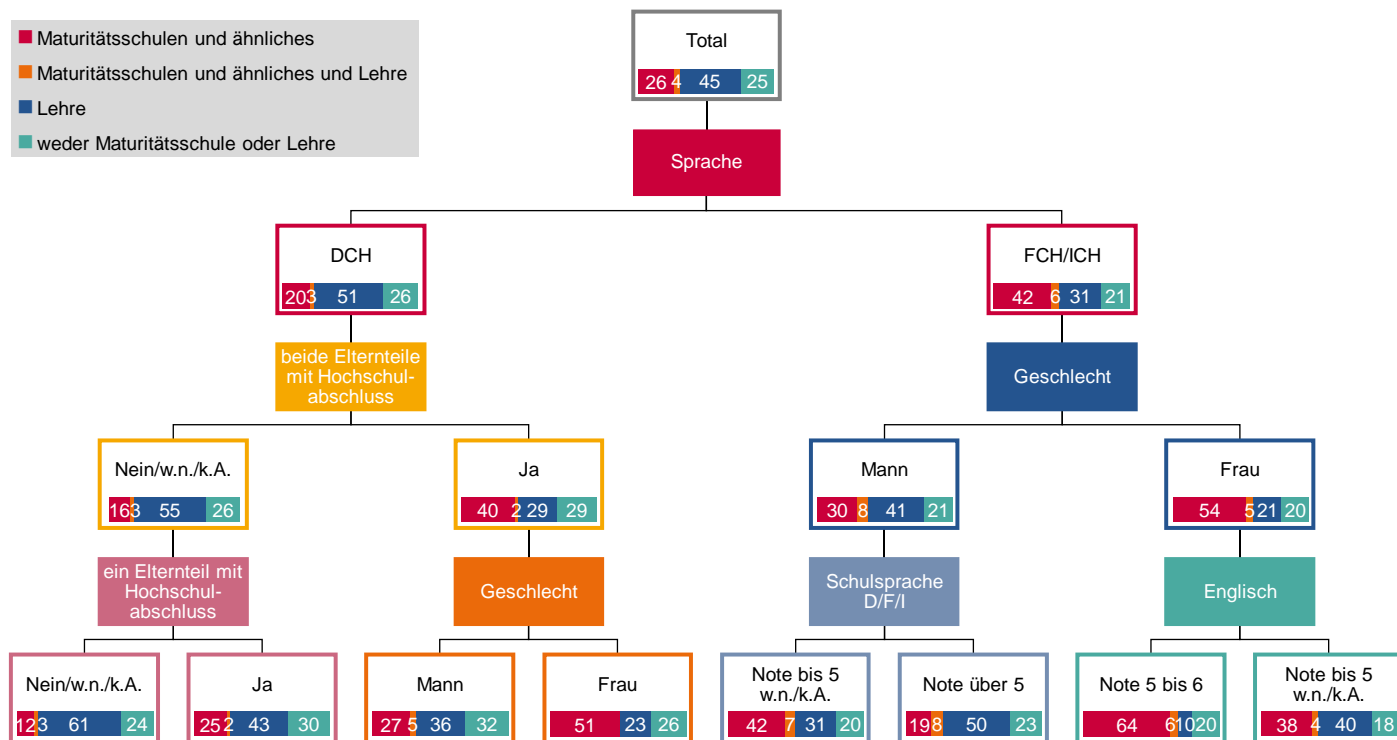 Maturitätsschulen und ähnliches
Maturitätsschulen und ähnliches und Lehre
Lehre
weder Maturitätsschule oder Lehre
Total
26 4 45 25
Sprache
DCH
20 3 51 26
FCH/ICH
42 6 31 21
beide Elternteile
mit Hochschul-
abschluss
Geschlecht
Nein/w.n./k.A.
16 3 55 26
Ja
40 2 29 29
Mann
30 8 41 21
Frau
54 5 21 20
ein Elternteil mit
Hochschul-
abschluss
Geschlecht
Schulsprache
D/F/I
Englisch
Nein/w.n./k.A.
12 3 61 24
Ja
25 2 43 30
Mann
27 5 36 32
Frau
51 23 26
Note bis 5
w.n./k.A.
42 7 31 20
Note über 5
19 8 50 23
Note 5 bis 6
64 6 10 20
Note bis 5
w.n./k.A.
38 4 40 18